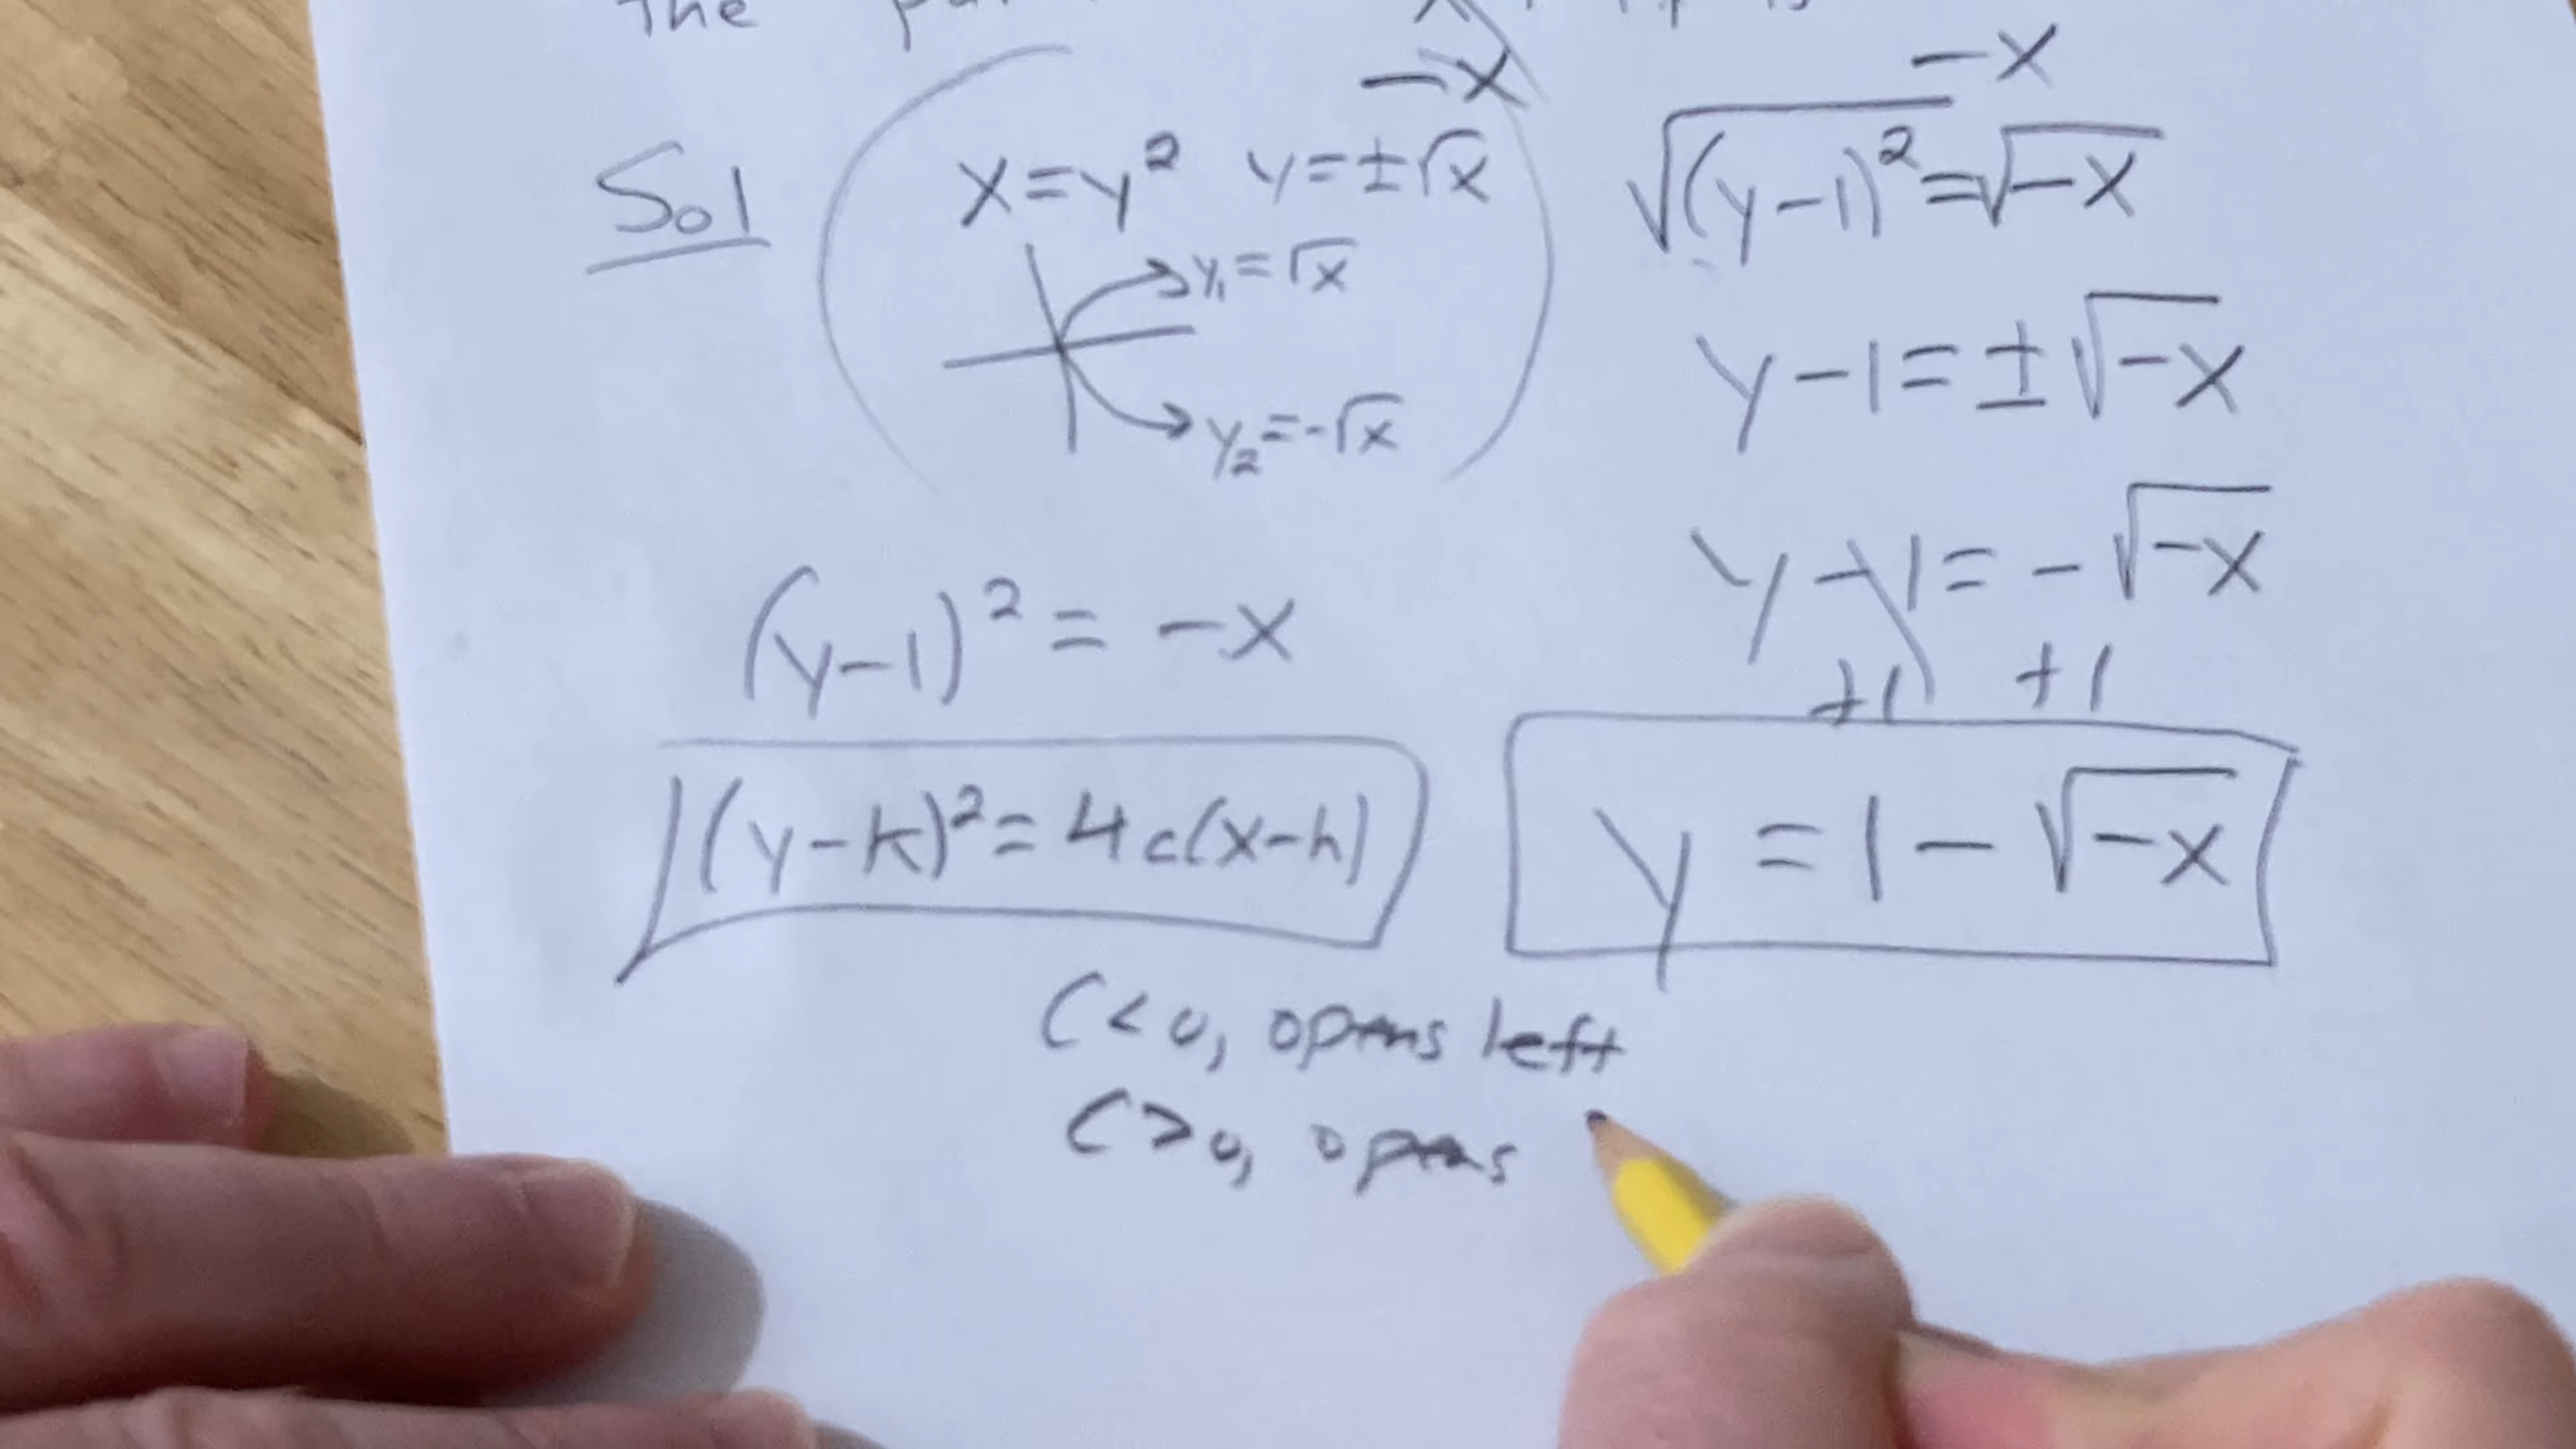 The
Sol
x=y² y=±√x
-x
y₁=√x
y₂=-√x
(y-1)²=-x
(y-k)²=4c(x-h)
-x
√(y-1)²=√-x
y-1=±√-x
y-1=-√-x
+1 +1
y=1-√-x
C<0, opens left
C>0, opens